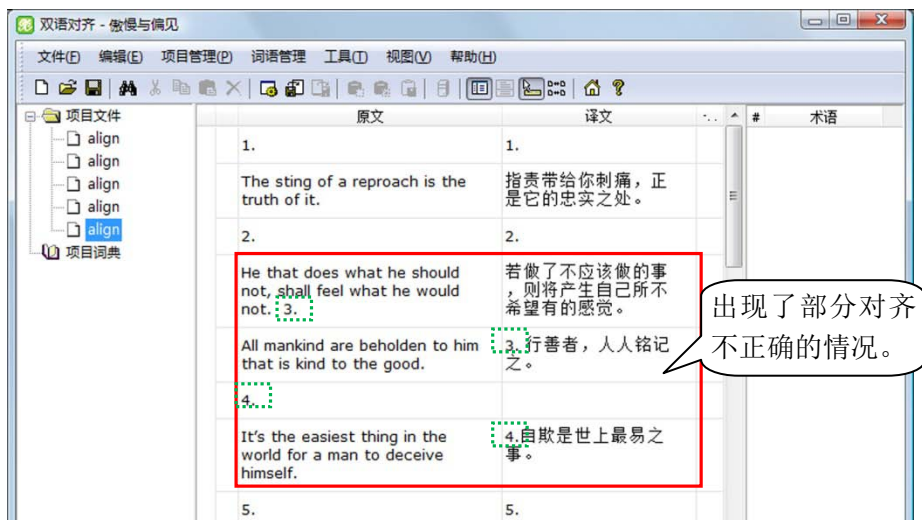 双语对齐 - 傲慢与偏见
文件(F) 编辑(E) 项目管理(P) 词语管理 工具(T) 视图(V) 帮助(H)
项目文件
align
align
align
align
align
项目词典
原文 译文 ... # 术语
1. 1.
The sting of a reproach is the 指责带给你刺痛，正
truth of it. 是它的忠实之处。
2. 2.
He that does what he should 若做了不应该做的事
not, shall feel what he would ，则将产生自己所不
not. 3. 希望有的感觉。
All mankind are beholden to him 3.行善者，人人铭记
that is kind to the good. 之。
4.
It's the easiest thing in the 4.自欺是世上最易之
world for a man to deceive 事。
himself.
5. 5.
出现了部分对齐
不正确的情况。